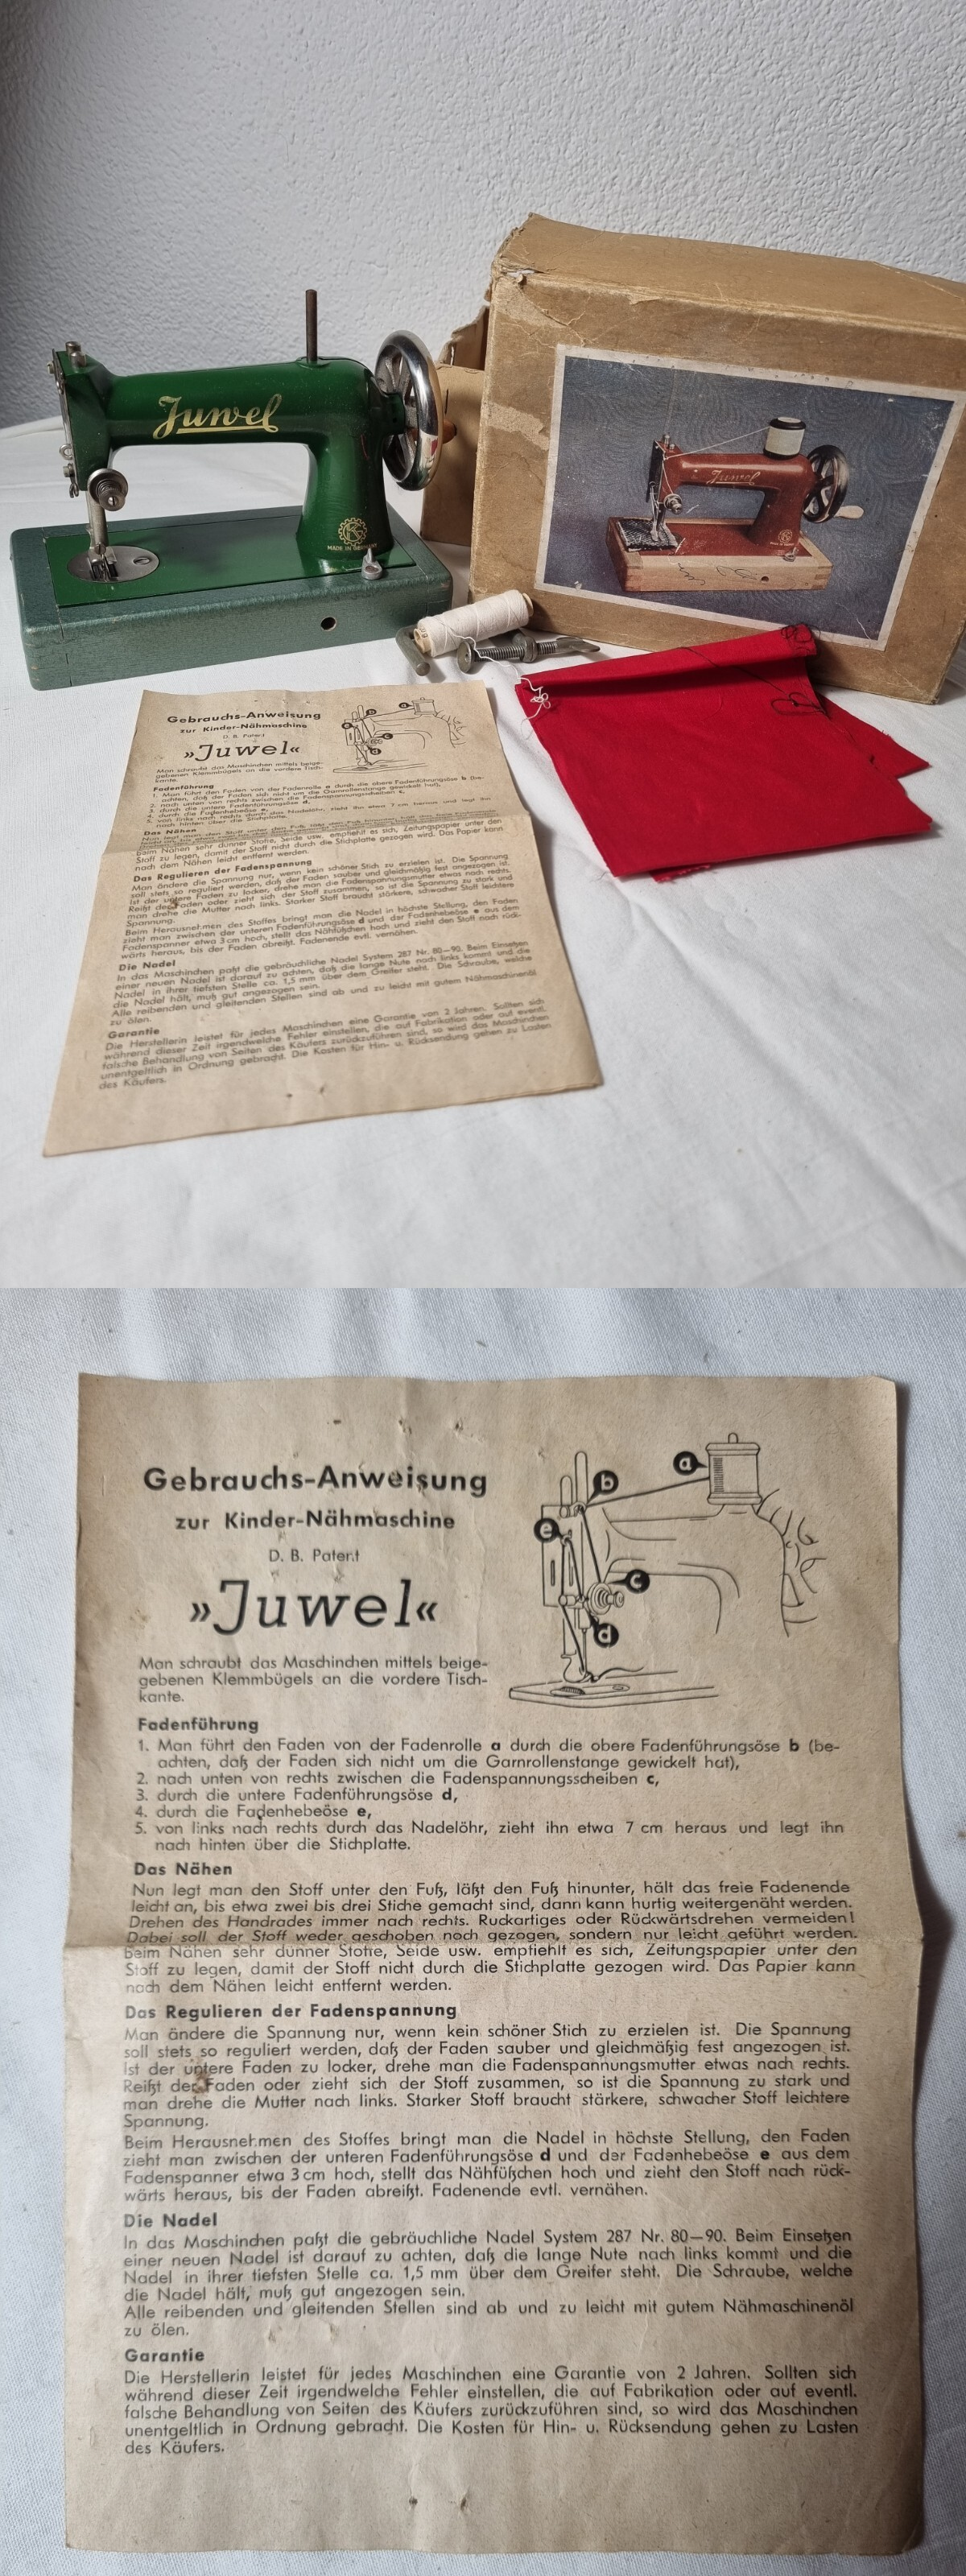 Juwel
MADE IN GERMANY
Juwel
Gebrauchs-Anweisung
zur Kinder-Nähmaschine
D. B. Patent
»Juwel«
Man schraubt das Maschinchen mittels beige-
gebenen Klemmbügels an die vordere Tisch-
kante.
b
a
e
c
d
Fadenführung
1. Man führt den Faden von der Fadenrolle a durch die obere Fadenführungsöse b (be-
achten, daß der Faden sich nicht um die Garnrollenstange gewickelt hat),
2. nach unten von rechts zwischen die Fadenspannungsscheiben c,
3. durch die untere Fadenführungsöse d,
4. durch die Fadenhebeöse e,
5. von links nach rechts durch das Nadelöhr, zieht ihn etwa 7 cm heraus und legt ihn
nach hinten über die Stichplatte.
Das Nähen
Nun legt man den Stoff unter den Fuß, läßt den Fuß hinunter, hält das freie Fadenende
leicht an, bis etwa zwei bis drei Stiche gemacht sind, dann kann hurtig weitergenäht werden.
Drehen des Handrades immer nach rechts. Ruckartiges oder Rückwärtsdrehen vermeiden!
Dabei soll der Stoff weder geschoben noch gezogen, sondern nur leicht geführt werden.
Beim Nähen sehr dünner Stoffe, Seide usw. empfiehlt es sich, Zeitungspapier unter den
Stoff zu legen, damit der Stoff nicht durch die Stichplatte gezogen wird. Das Papier kann
nach dem Nähen leicht entfernt werden.
Das Regulieren der Fadenspannung
Man ändere die Spannung nur, wenn kein schöner Stich zu erzielen ist. Die Spannung
soll stets so reguliert werden, daß der Faden sauber und gleichmäßig fest angezogen ist.
Ist der untere Faden zu locker, drehe man die Fadenspannungsmutter etwas nach rechts.
Reißt der Faden oder zieht sich der Stoff zusammen, so ist die Spannung zu stark und
man drehe die Mutter nach links. Starker Stoff braucht stärkere, schwacher Stoff leichtere
Spannung.
Beim Herausnehmen des Stoffes bringt man die Nadel in höchste Stellung, den Faden
zieht man zwischen der unteren Fadenführungsöse d und der Fadenhebeöse e aus dem
Fadenspanner etwa 3 cm hoch, stellt das Nähfüßchen hoch und zieht den Stoff nach rück-
wärts heraus, bis der Faden abreißt. Fadenende evtl. vernähen.
Die Nadel
In das Maschinchen paßt die gebräuchliche Nadel System 287 Nr. 80—90. Beim Einsetzen
einer neuen Nadel ist darauf zu achten, daß die lange Nute nach links kommt und die
Nadel in ihrer tiefsten Stelle ca. 1,5 mm über dem Greifer steht. Die Schraube, welche
die Nadel hält, muß gut angezogen sein.
Alle reibenden und gleitenden Stellen sind ab und zu leicht mit gutem Nähmaschinenöl
zu ölen.
Garantie
Die Herstellerin leistet für jedes Maschinchen eine Garantie von 2 Jahren. Sollten sich
während dieser Zeit irgendwelche Fehler einstellen, die auf Fabrikation oder auf eventl.
falsche Behandlung von Seiten des Käufers zurückzuführen sind, so wird das Maschinchen
unentgeltlich in Ordnung gebracht. Die Kosten für Hin- u. Rücksendung gehen zu Lasten
des Käufers.